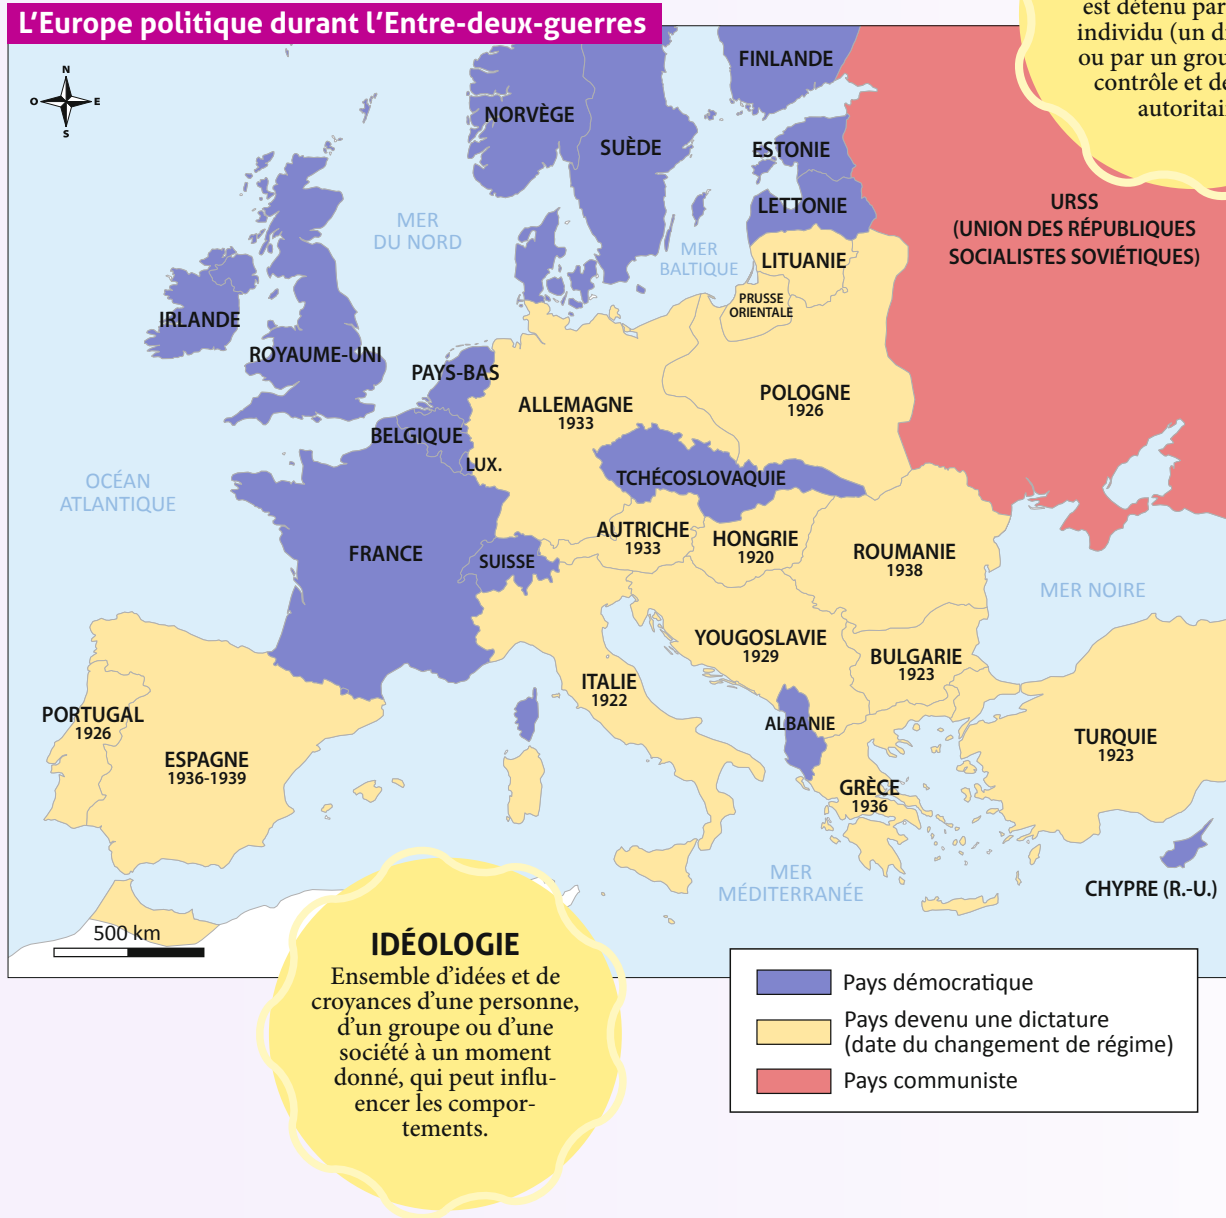 L'Europe politique durant l'Entre-deux-guerres
est détenu par
individu (un
ou par un
contrôle et
N
O
E
S
FINLANDE
NORVÈGE
SUÈDE
ESTONIE
LETTONIE
URSS
(UNION DES RÉPUBLIQUES
SOCIALISTES SOVIÉTIQUES)
MER
DU NORD
MER
BALTIQUE
LITUANIE
PRUSSE
ORIENTALE
IRLANDE
ROYAUME-UNI
PAYS-BAS
ALLEMAGNE
1933
POLOGNE
1926
BELGIQUE
LUX.
TCHÉCOSLOVAQUIE
OCÉAN
ATLANTIQUE
AUTRICHE
1933
HONGRIE
1920
ROUMANIE
1938
FRANCE
SUISSE
MER NOIRE
YOUGOSLAVIE
1929
BULGARIE
1923
ITALIE
1922
PORTUGAL
1926
ALBANIE
TURQUIE
1923
ESPAGNE
1936-1939
GRÈCE
1936
MER
MÉDITERRANÉE
CHYPRE (R.-U.)
500 km
IDÉOLOGIE
Ensemble d'idées et de
croyances d'une personne,
d'un groupe ou d'une
société à un moment
donné, qui peut influ-
encer les compor-
tements.
Pays démocratique
Pays devenu une dictature
(date du changement de régime)
Pays communiste